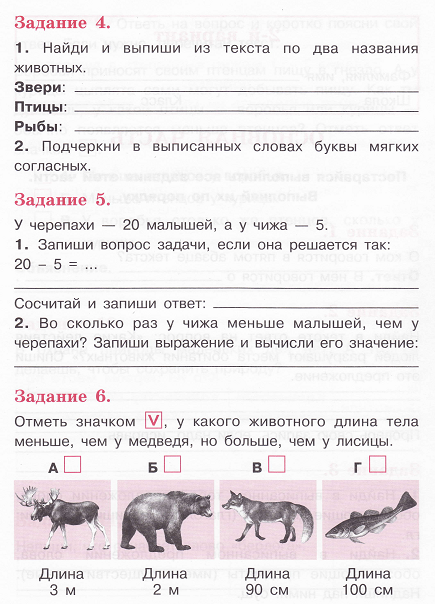 Задание 4.
1. Найди и выпиши из текста по два названия
животных.
Звери:
Птицы:
Рыбы:
2. Подчеркни в выписанных словах буквы мягких
согласных.
Задание 5.
У черепахи — 20 малышей, а у чижа — 5.
1. Запиши вопрос задачи, если она решается так:
20 – 5 = ...
Сосчитай и запиши ответ:
2. Во сколько раз у чижа меньше малышей, чем у
черепахи? Запиши выражение и вычисли его значение:
Задание 6.
Отметь значком V, у какого животного длина тела
меньше, чем у медведя, но больше, чем у лисицы.
А Б В Г
Длина Длина Длина Длина
3 м 2 м 90 см 100 см